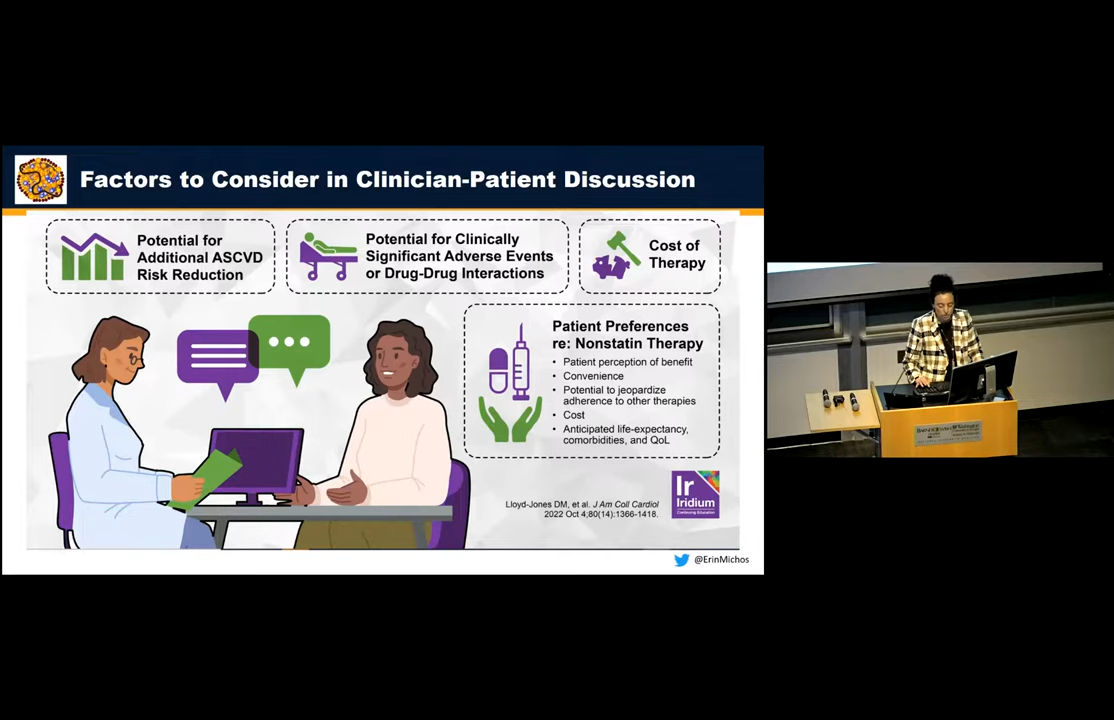 Factors to Consider in Clinician-Patient Discussion
Potential for
Additional ASCVD
Risk Reduction
Potential for Clinically
Significant Adverse Events
or Drug-Drug Interactions
Cost of
Therapy
Patient Preferences
re: Nonstatin Therapy
• Patient perception of benefit
• Convenience
• Potential to jeopardize
adherence to other therapies
• Cost
• Anticipated life-expectancy,
comorbidities, and QoL
Lloyd-Jones DM, et al. J Am Coll Cardiol
2022 Oct 4;80(14):1366-1418.
Ir
Iridium
Continuing Education
@ErinMichos